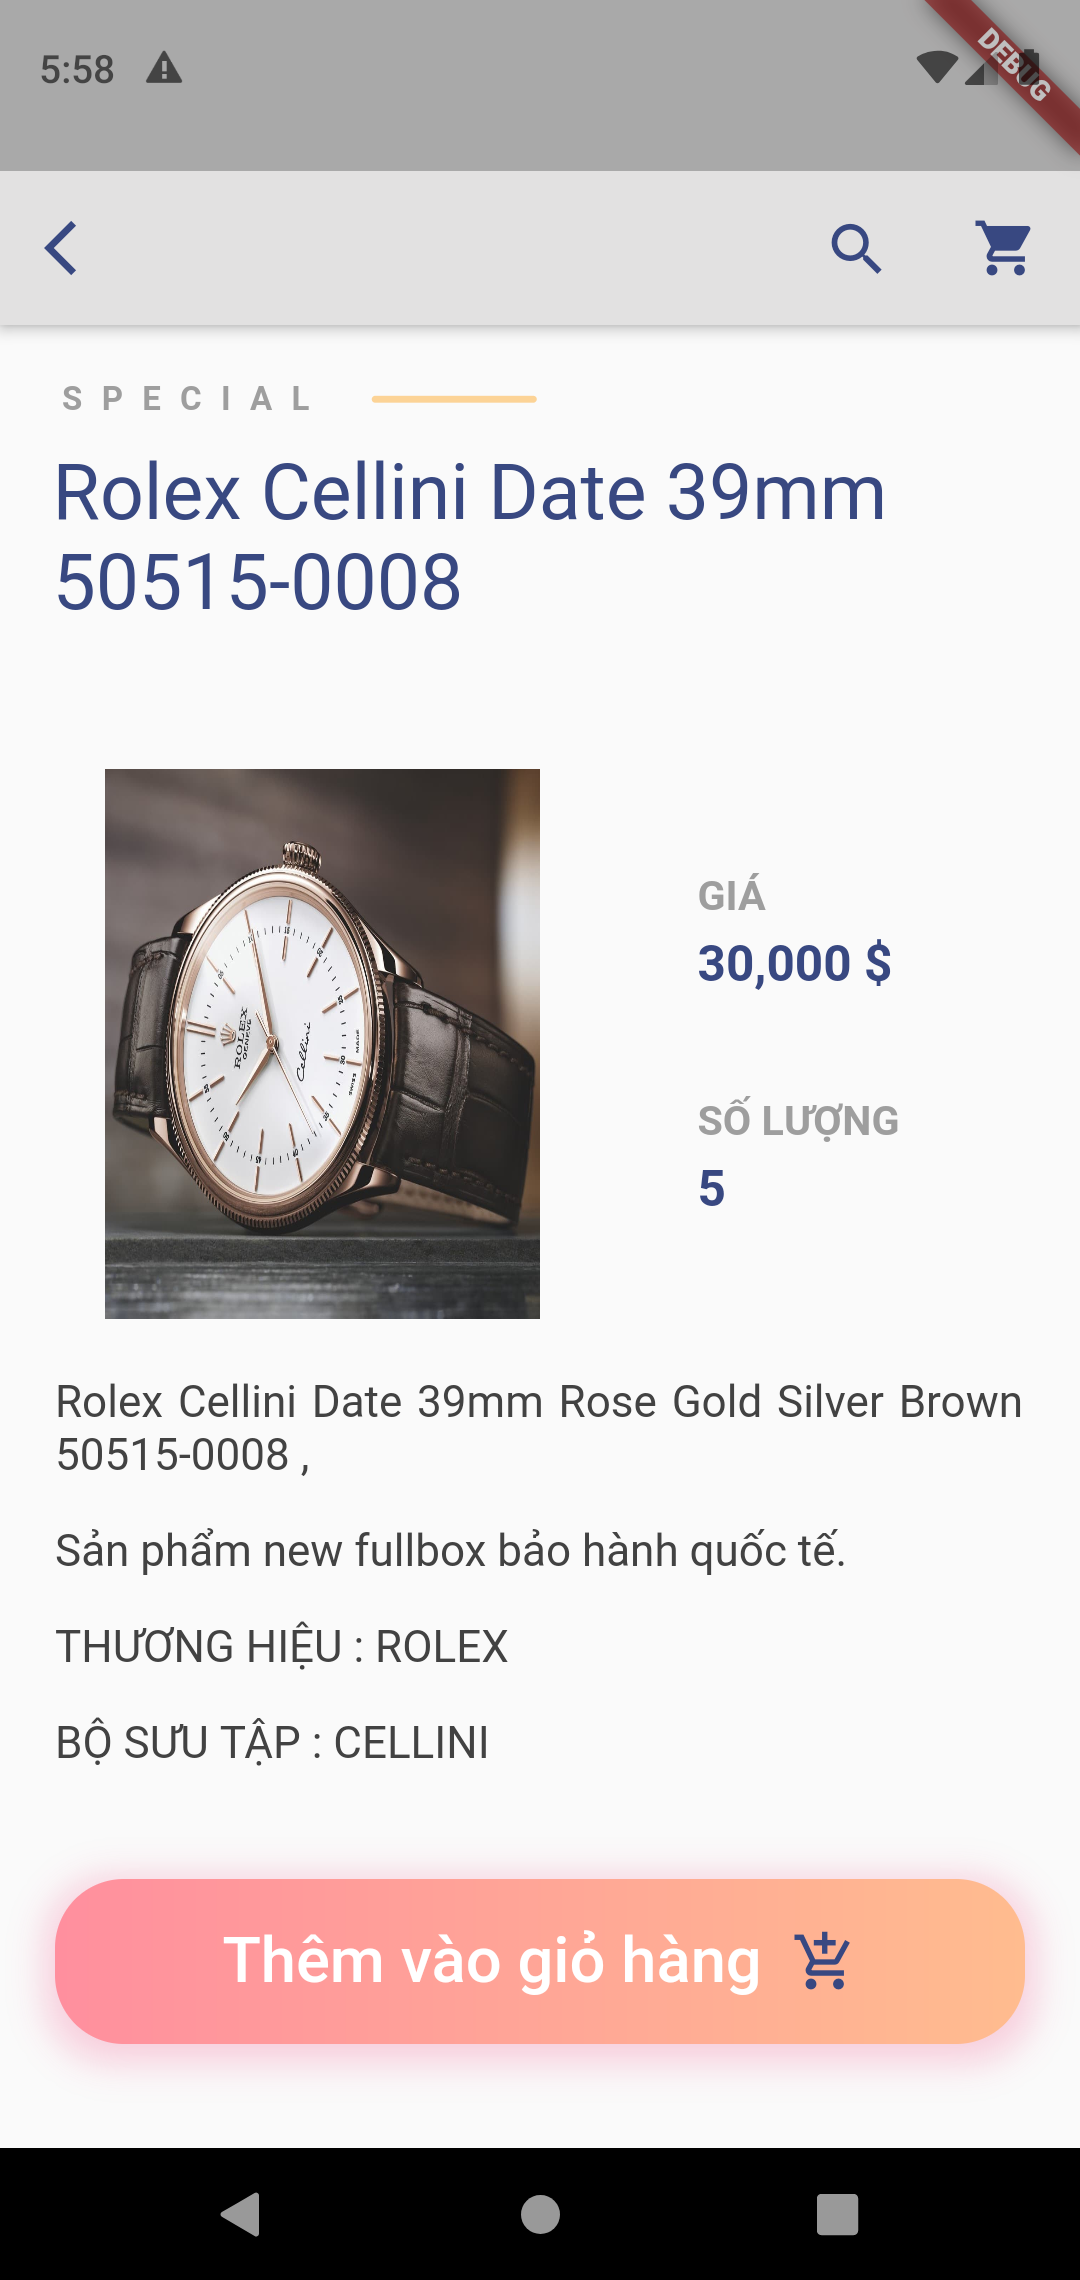 5:58
DEBUG
SPECIAL
Rolex Cellini Date 39mm
50515-0008
ROLEX
GENEVE
Cellini
GIÁ
30,000 $
SỐ LƯỢNG
5
Rolex Cellini Date 39mm Rose Gold Silver Brown
50515-0008 ,
Sản phẩm new fullbox bảo hành quốc tế.
THƯƠNG HIỆU : ROLEX
BỘ SƯU TẬP : CELLINI
Thêm vào giỏ hàng